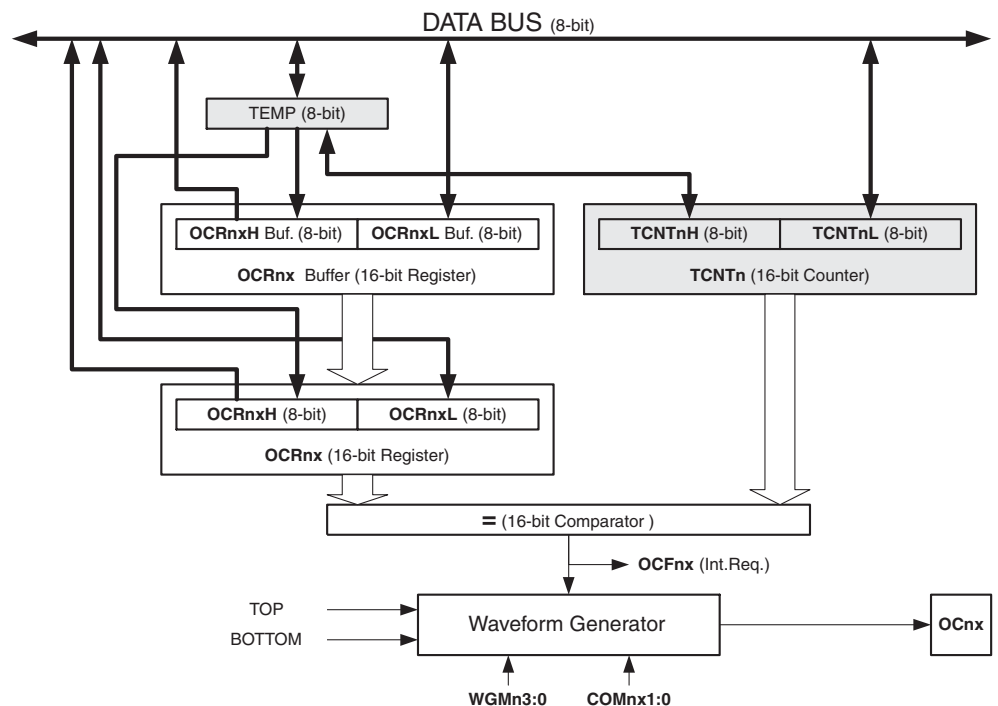 DATA BUS (8-bit)
TEMP (8-bit)
OCRnxH Buf. (8-bit) OCRnxL Buf. (8-bit)
OCRnx Buffer (16-bit Register)
TCNTnH (8-bit) TCNTnL (8-bit)
TCNTn (16-bit Counter)
OCRnxH (8-bit) OCRnxL (8-bit)
OCRnx (16-bit Register)
= (16-bit Comparator )
OCFnx (Int.Req.)
TOP
BOTTOM
Waveform Generator
OCnx
WGMn3:0 COMnx1:0